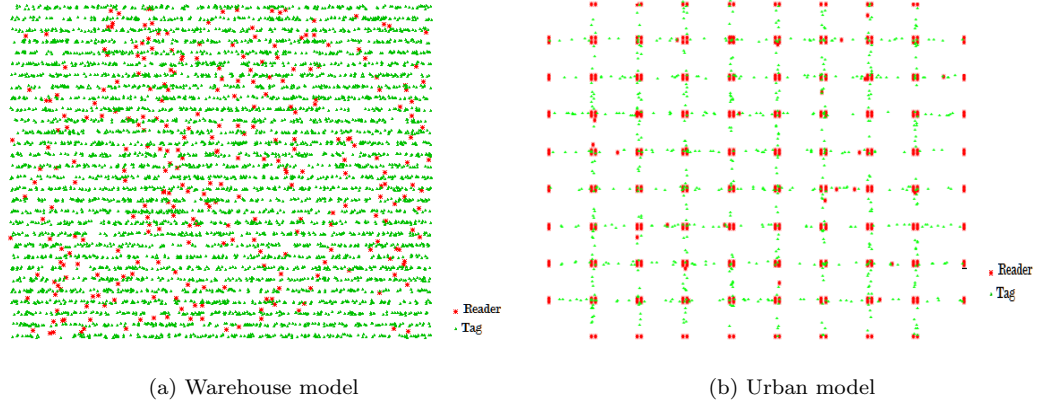 Reader
Tag
Reader
Tag
(a) Warehouse model
(b) Urban model